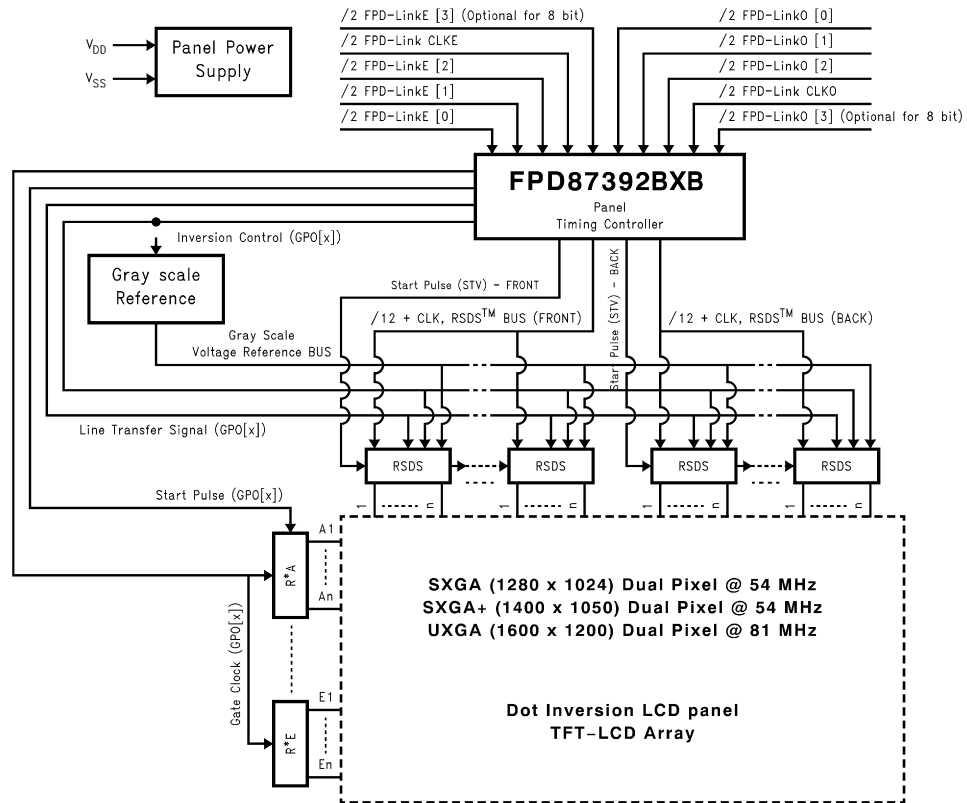 /2 FPD-LinkE [3] (Optional for 8 bit)
/2 FPD-Link CLKE
/2 FPD-LinkE [2]
/2 FPD-LinkE [1]
/2 FPD-LinkE [0]
/2 FPD-LinkO [0]
/2 FPD-LinkO [1]
/2 FPD-LinkO [2]
/2 FPD-Link CLKO
/2 FPD-LinkO [3] (Optional for 8 bit)
VDD
VSS
Panel Power
Supply
FPD87392BXB
Panel
Timing Controller
Inversion Control (GPO[x])
Gray scale
Reference
Start Pulse (STV) - FRONT
Start Pulse (STV) - BACK
/12 + CLK, RSDS™ BUS (FRONT)
/12 + CLK, RSDS™ BUS (BACK)
Gray Scale
Voltage Reference BUS
Line Transfer Signal (GPO[x])
RSDS
RSDS
RSDS
RSDS
1 n
1 n
1 n
1 n
Start Pulse (GPO[x])
Gate Clock (GPO[x])
R*A
A1
An
R*E
E1
En
SXGA (1280 x 1024) Dual Pixel @ 54 MHz
SXGA+ (1400 x 1050) Dual Pixel @ 54 MHz
UXGA (1600 x 1200) Dual Pixel @ 81 MHz
Dot Inversion LCD panel
TFT-LCD Array